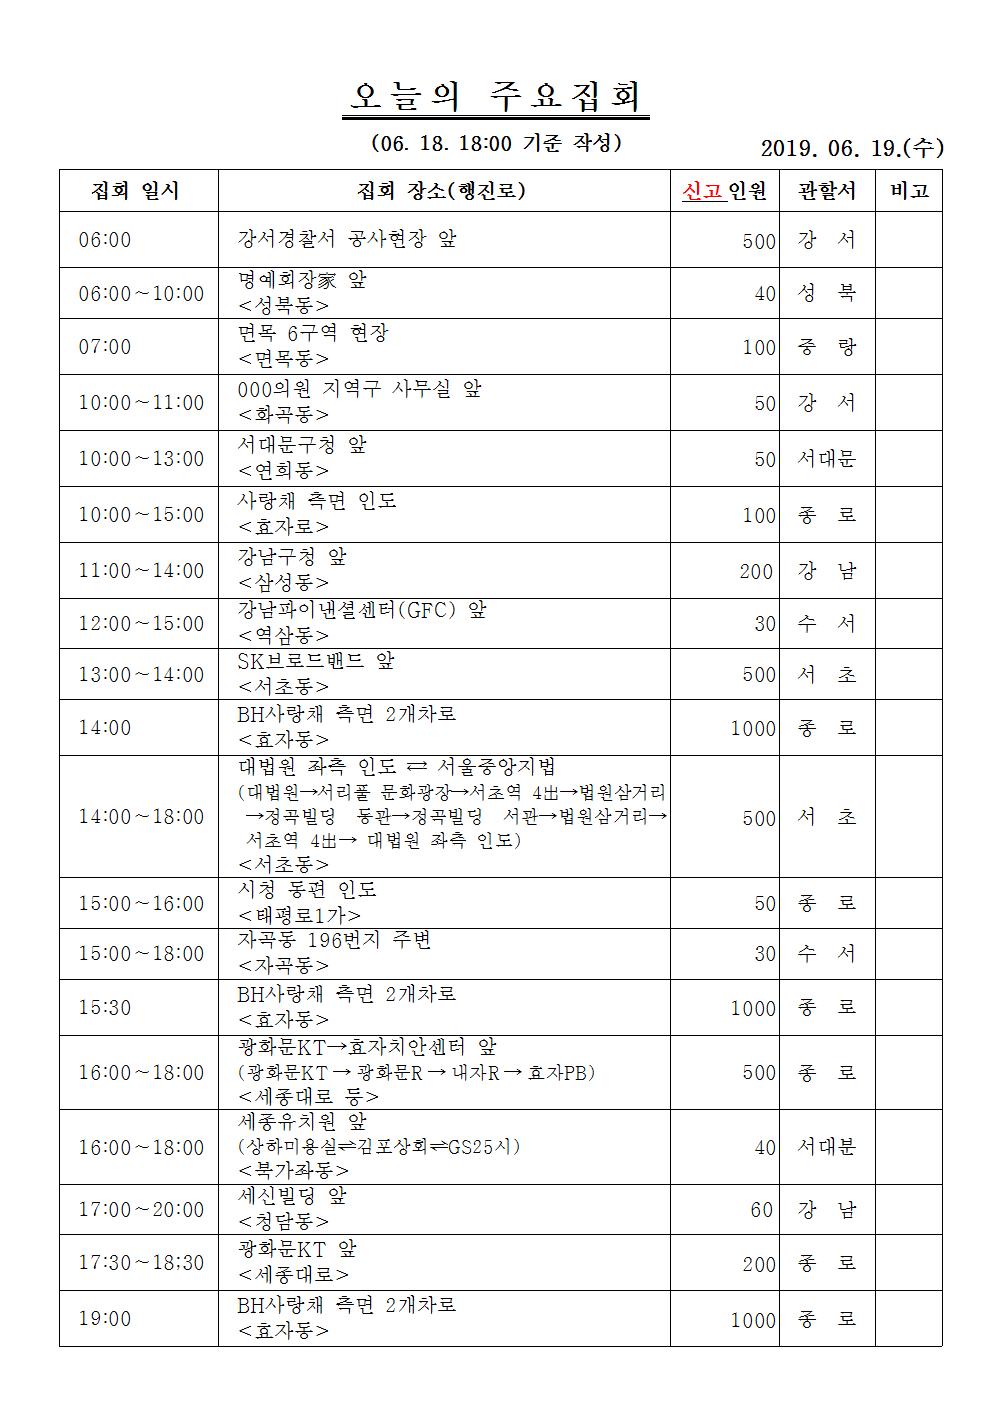 오늘의 주요집회
(06. 18. 18:00 기준 작성)
2019. 06. 19.(수)
집회 일시 집회 장소(행진로) 신고인원 관할서 비고
06:00 강서경찰서 공사현장 앞 500 강 서
06:00~10:00 명예회장家 앞 40 성 북
<성북동>
07:00 면목 6구역 현장 100 중 랑
<면목동>
10:00~11:00 000의원 지역구 사무실 앞 50 강 서
<화곡동>
10:00~13:00 서대문구청 앞 50 서대문
<연희동>
10:00~15:00 사랑채 측면 인도 100 종 로
<효자로>
11:00~14:00 강남구청 앞 200 강 남
<삼성동>
12:00~15:00 강남파이낸셜센터(GFC) 앞 30 수 서
<역삼동>
13:00~14:00 SK브로드밴드 앞 500 서 초
<서초동>
14:00 BH사랑채 측면 2개차로 1000 종 로
<효자동>
14:00~18:00 대법원 좌측 인도 ⇄ 서울중앙지법 500 서 초
(대법원→서리풀 문화광장→서초역 4出→법원삼거리
→정곡빌딩 동관→정곡빌딩 서관→법원삼거리→
서초역 4出→ 대법원 좌측 인도)
<서초동>
15:00~16:00 시청 동편 인도 50 종 로
<태평로1가>
15:00~18:00 자곡동 196번지 주변 30 수 서
<자곡동>
15:30 BH사랑채 측면 2개차로 1000 종 로
<효자동>
16:00~18:00 광화문KT→효자치안센터 앞 500 종 로
(광화문KT → 광화문R → 내자R → 효자PB)
<세종대로 등>
16:00~18:00 세종유치원 앞 40 서대분
(상하미용실⇌김포상회⇌GS25시)
<북가좌동>
17:00~20:00 세신빌딩 앞 60 강 남
<청담동>
17:30~18;30 광화문KT 앞 200 종 로
<세종대로>
19:00 BH사랑채 측면 2개차로 1000 종 로
<효자동>